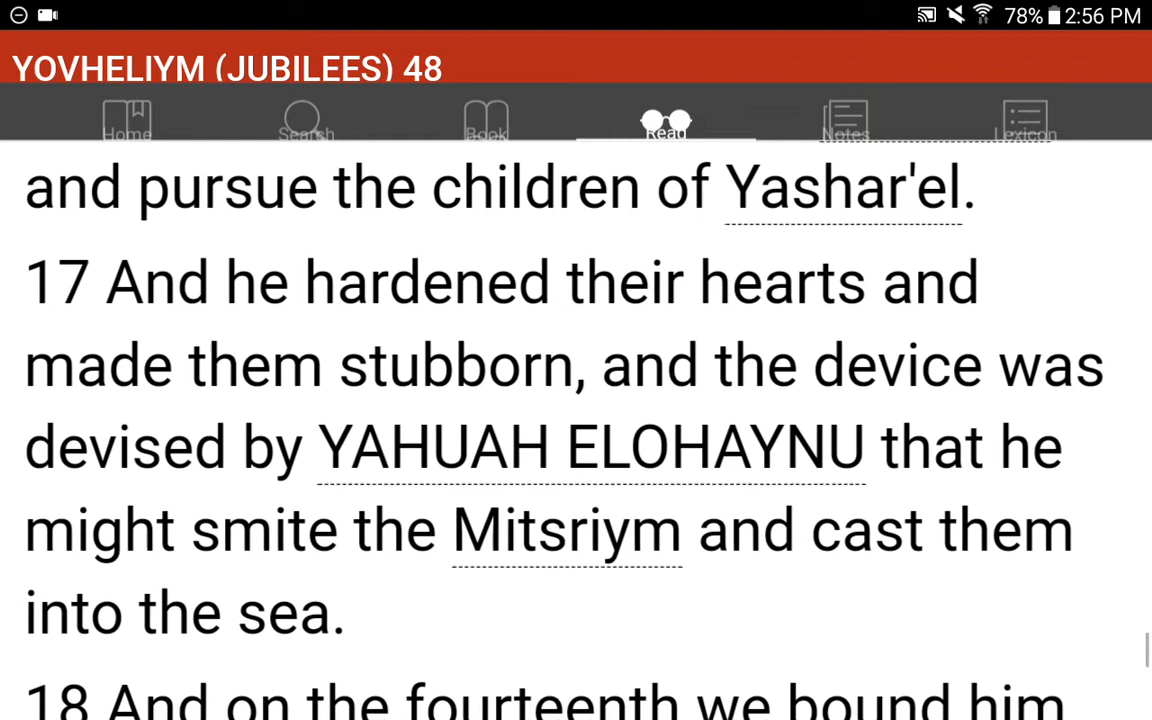 78% 2:56 PM
YOVHELIYM (JUBILEES) 48
Home Search Book Read Notes Lexicon
and pursue the children of Yashar'el.
17 And he hardened their hearts and
made them stubborn, and the device was
devised by YAHUAH ELOHAYNU that he
might smite the Mitsriym and cast them
into the sea.
18 And on the fourteenth we bound him